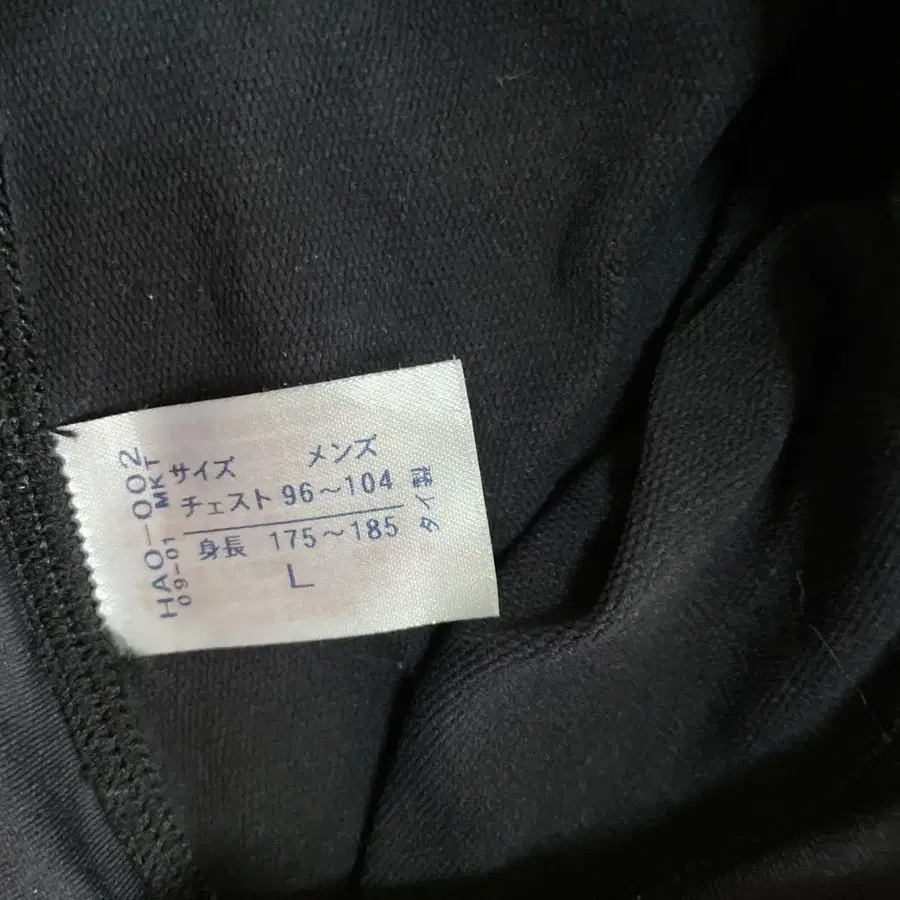 サイズ メンズ
チェスト 96〜104
身長 175〜185
L
タイ製
HAO-002
09-01 MKT